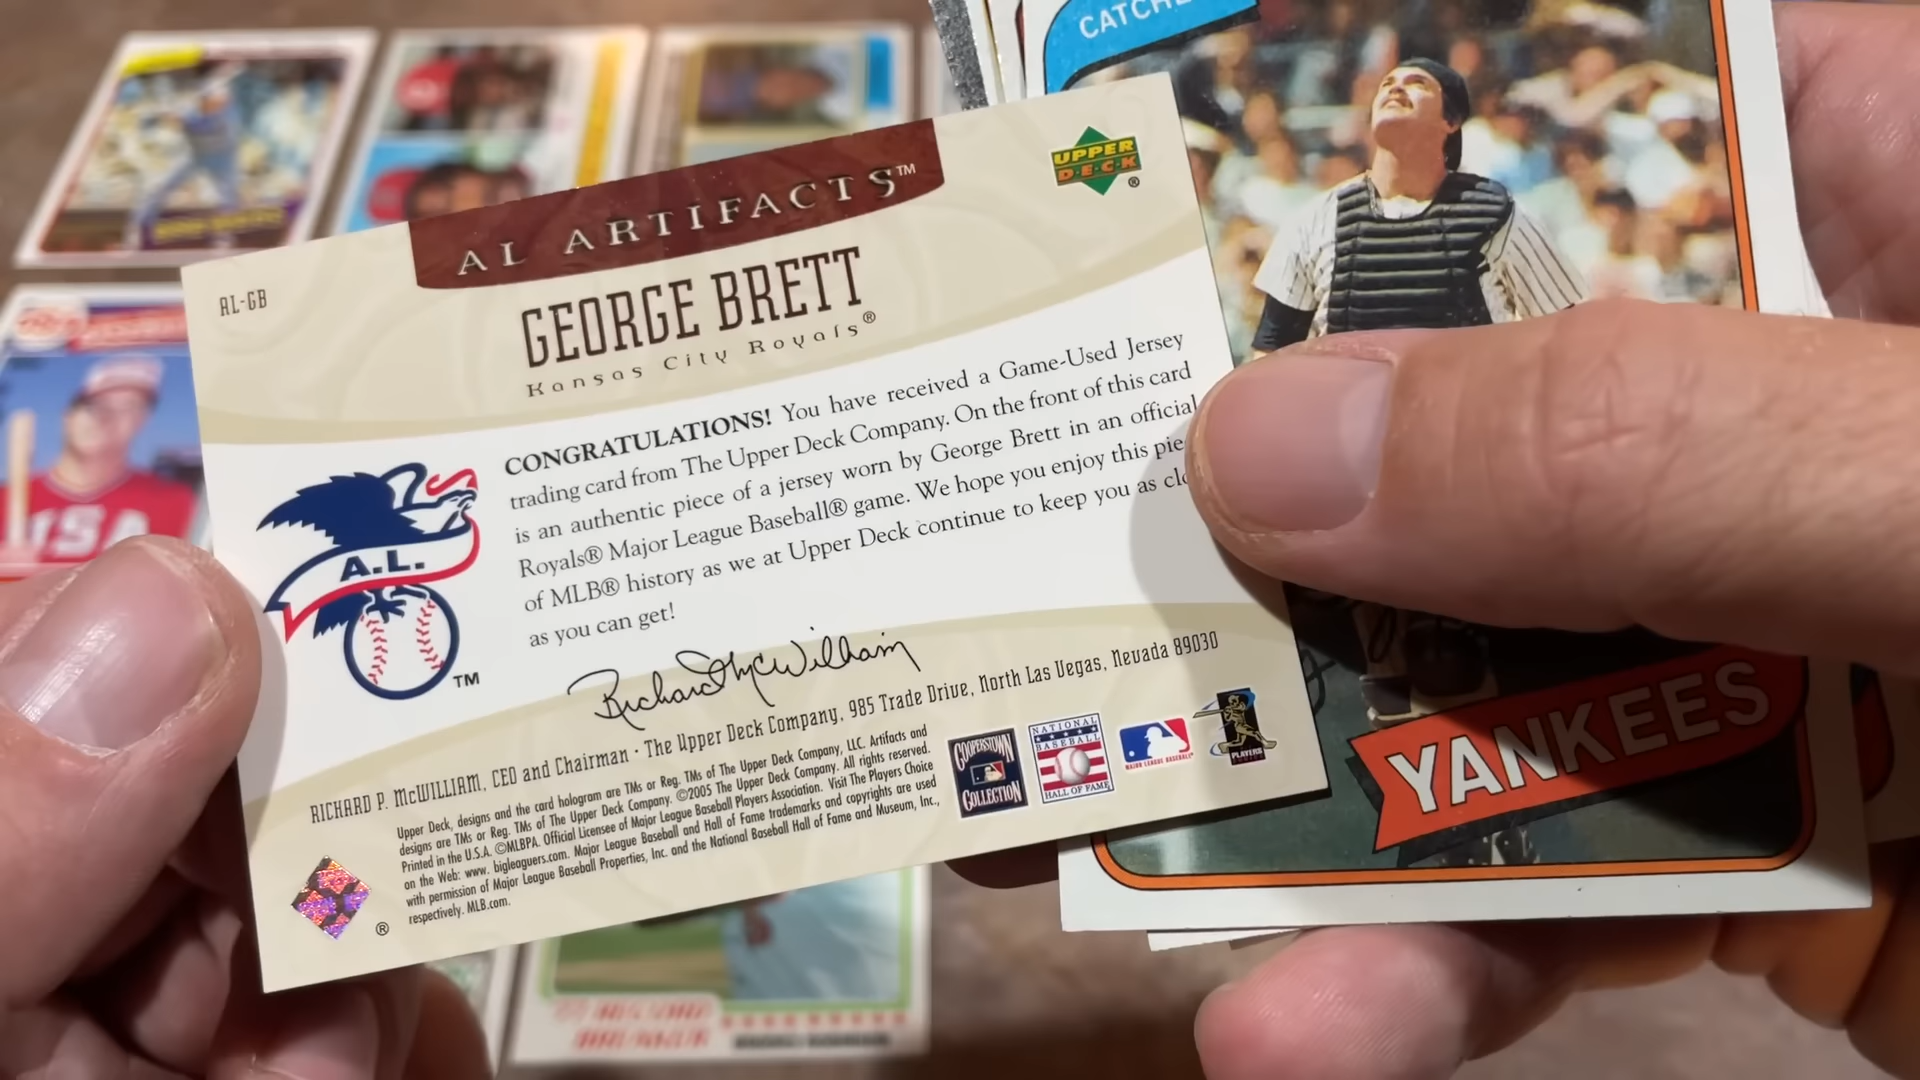 CATCHE
AL ARTIFACTS™
UPPER
D·E·C·K
®
AL-GB
GEORGE BRETT
Kansas City Royals®
CONGRATULATIONS! You have received a Game-Used Jersey
trading card from The Upper Deck Company. On the front of this card
is an authentic piece of a jersey worn by George Brett in an official
Royals® Major League Baseball® game. We hope you enjoy this pie
of MLB® history as we at Upper Deck continue to keep you as clo
as you can get!
A.L.
TM
Richard McWilliam
RICHARD P. McWILLIAM, CEO and Chairman · The Upper Deck Company, 985 Trade Drive, North Las Vegas, Nevada 89030
Upper Deck, designs and the card hologram are TMs or Reg. TMs of The Upper Deck Company, LLC. Artifacts and
designs are TMs or Reg. TMs of The Upper Deck Company. ©2005 The Upper Deck Company. All rights reserved.
Printed in the U.S.A. ©MLBPA. Official Licensee of Major League Baseball Players Association. Visit The Players Choice
on the Web: www. bigleaguers.com. Major League Baseball and Hall of Fame trademarks and copyrights are used
with permission of Major League Baseball Properties, Inc. and the National Baseball Hall of Fame and Museum, Inc.,
respectively. MLB.com.
®
COOPERSTOWN
COLLECTION
NATIONAL
BASEBALL
HALL OF FAME
MAJOR LEAGUE BASEBALL
PLAYERS
YANKEES
USA
RECORD
BREAKER